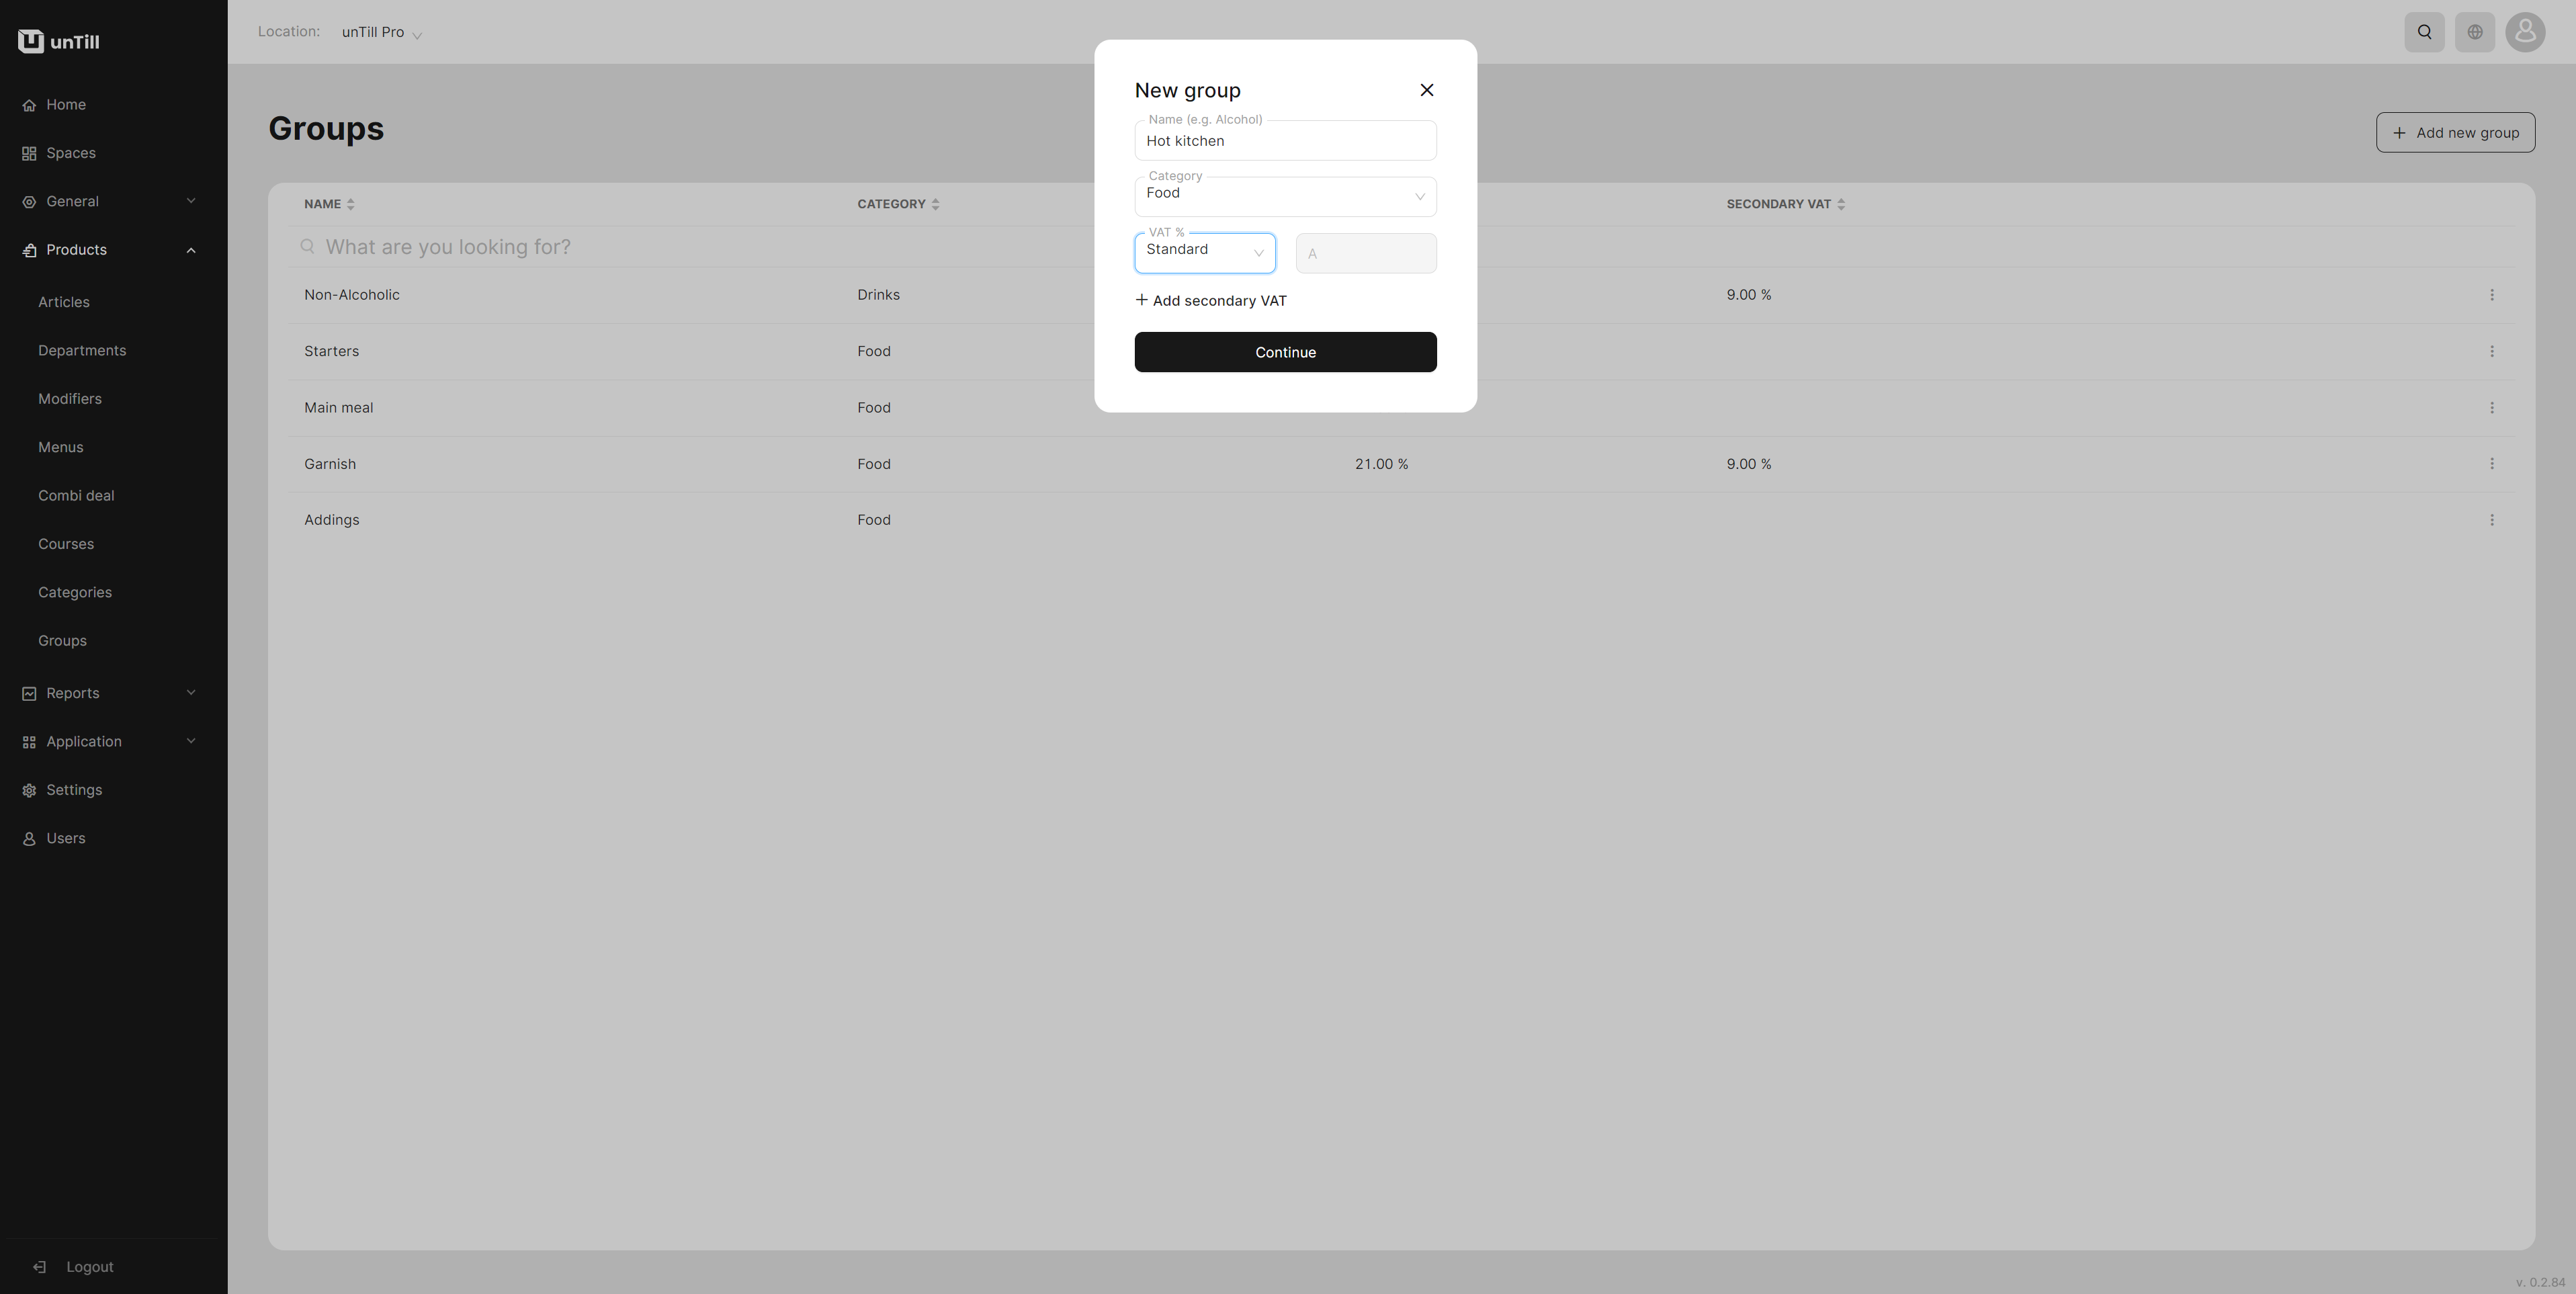 unTill
Location: unTill Pro
Home
Spaces
General
Products
Articles
Departments
Modifiers
Menus
Combi deal
Courses
Categories
Groups
Reports
Application
Settings
Users
Logout
Groups
+ Add new group
NAME CATEGORY SECONDARY VAT
What are you looking for?
Non-Alcoholic Drinks 9.00 %
Starters Food
Main meal Food
Garnish Food 21.00 % 9.00 %
Addings Food
New group
Name (e.g. Alcohol)
Hot kitchen
Category
Food
VAT %
Standard A
+ Add secondary VAT
Continue
v. 0.2.84